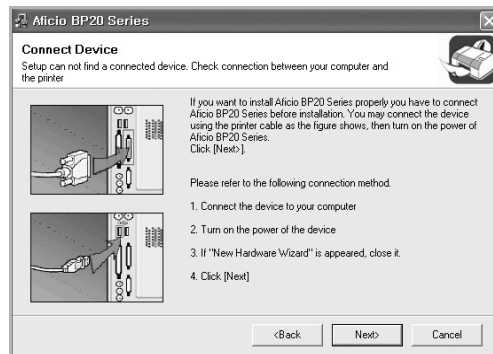 Aficio BP20 Series
Connect Device
Setup can not find a connected device. Check connection between your computer and
the printer
If you want to install Aficio BP20 Series properly you have to connect
Aficio BP20 Series before installation. You may connect the device
using the printer cable as the figure shows, then turn on the power of
Aficio BP20 Series.
Click [Next>].
Please refer to the following connection method.
1. Connect the device to your computer
2. Turn on the power of the device
3. If "New Hardware Wizard" is appeared, close it.
4. Click [Next]
<Back
Next>
Cancel